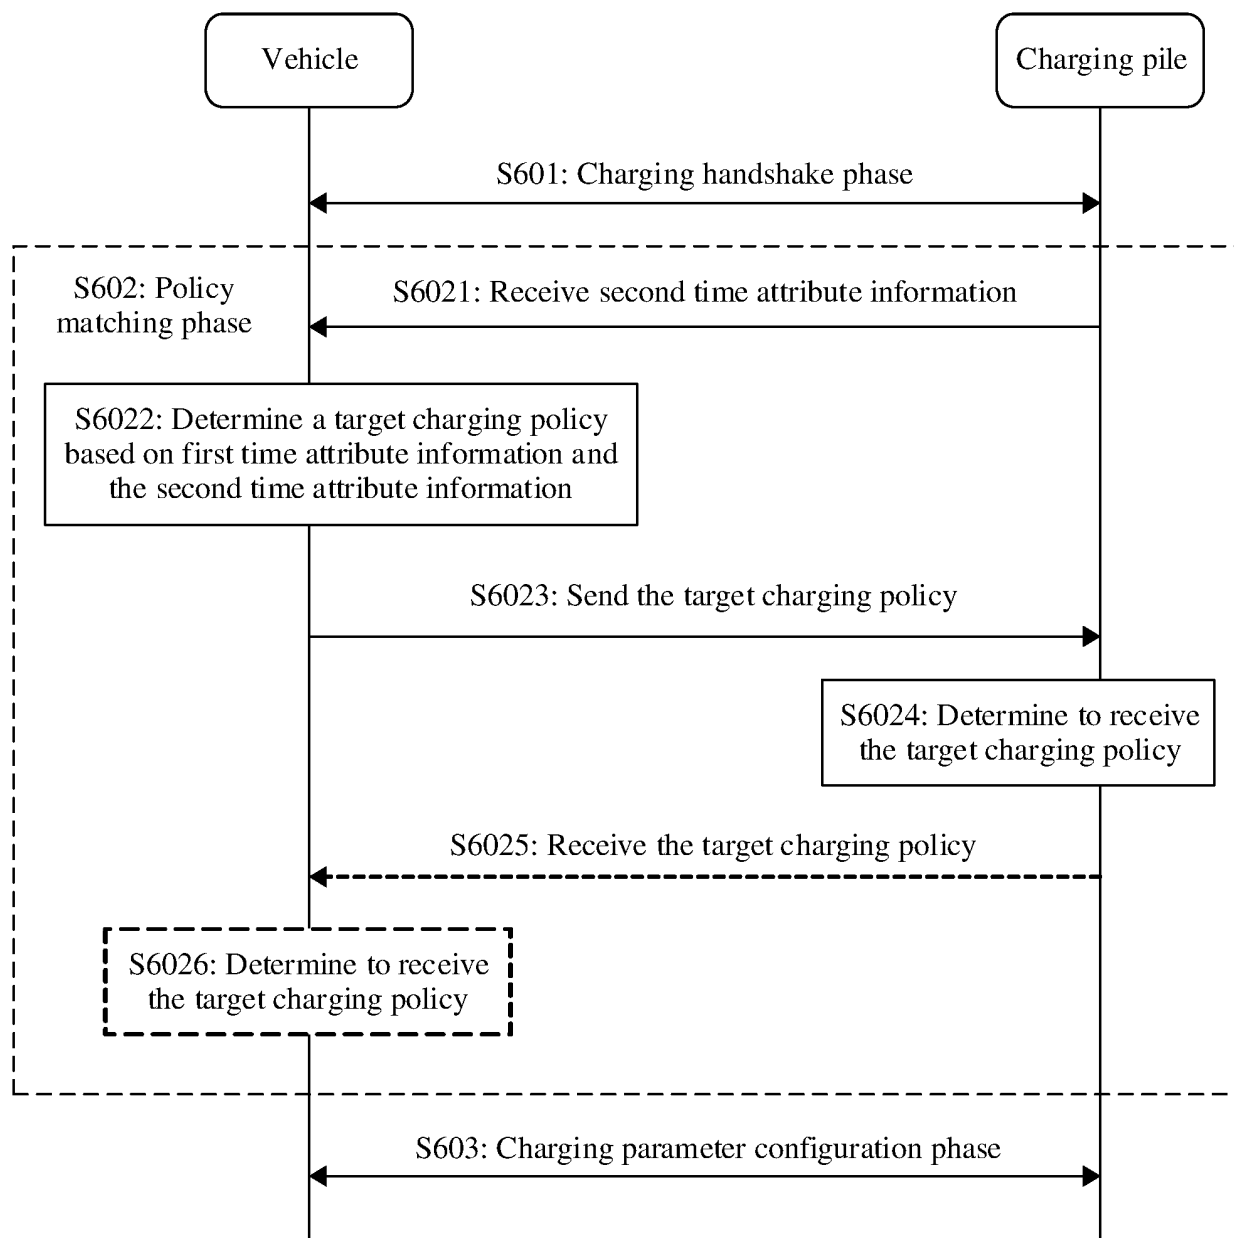 Vehicle
Charging pile
S601: Charging handshake phase
S602: Policy
matching phase
S6021: Receive second time attribute information
S6022: Determine a target charging policy
based on first time attribute information and
the second time attribute information
S6023: Send the target charging policy
S6024: Determine to receive
the target charging policy
S6025: Receive the target charging policy
S6026: Determine to receive
the target charging policy
S603: Charging parameter configuration phase